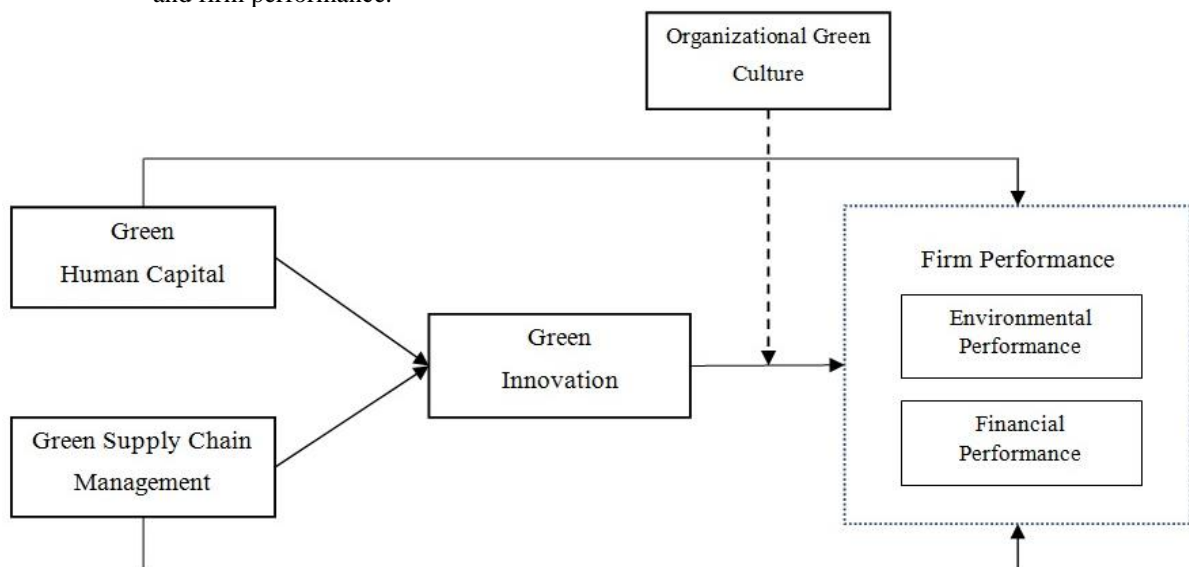 and firm performance.
Organizational Green
Culture
Green
Human Capital
Firm Performance
Environmental
Performance
Green
Innovation
Financial
Performance
Green Supply Chain
Management